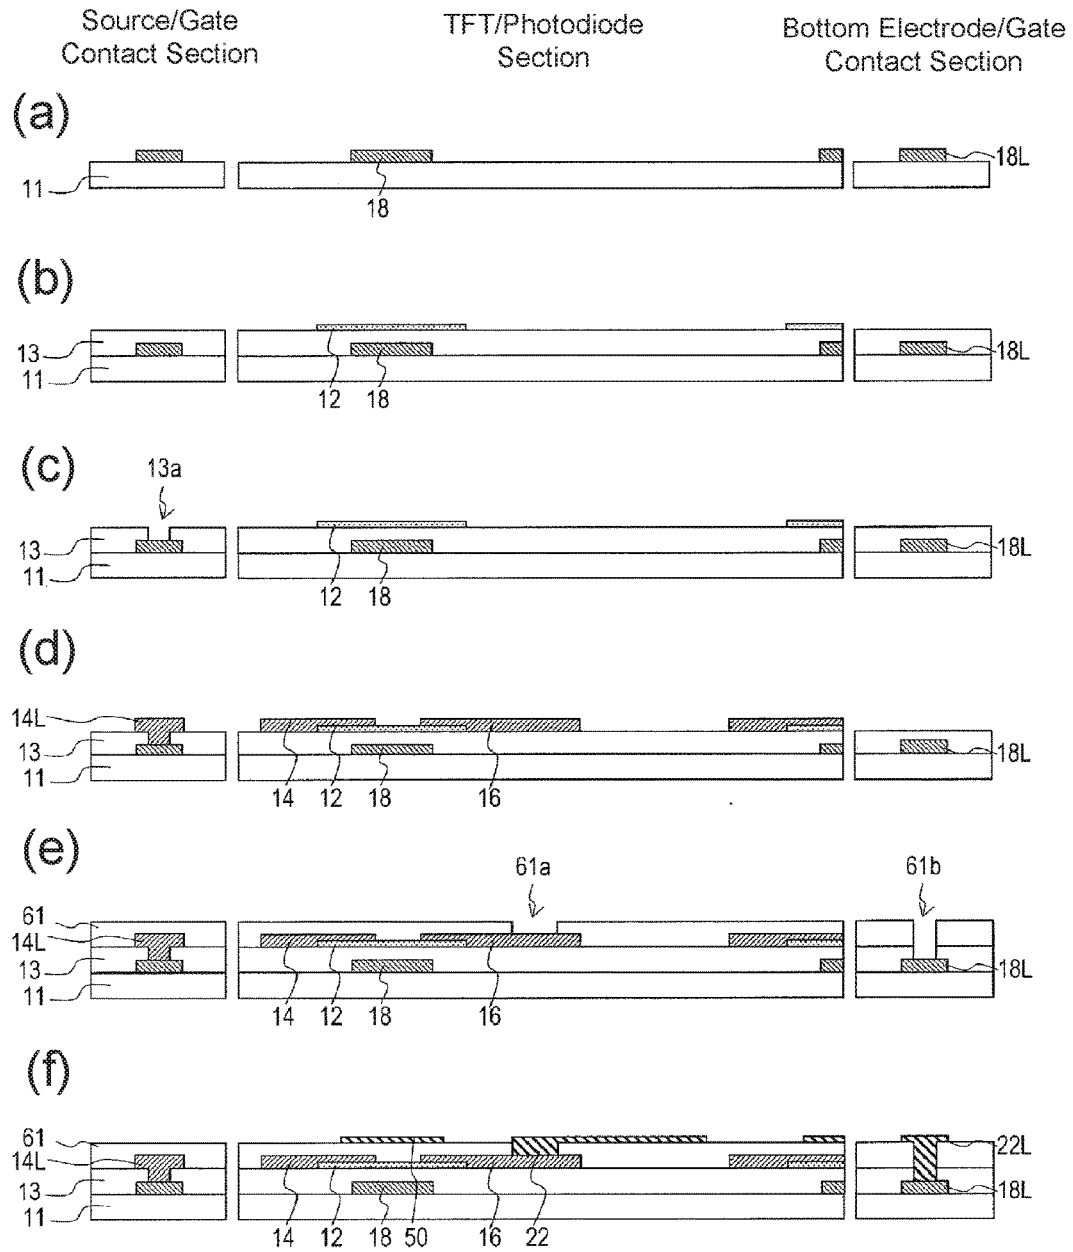 Source/Gate
Contact Section
TFT/Photodiode
Section
Bottom Electrode/Gate
Contact Section
(a)
11
18
18L
(b)
13
11
12
18
18L
(c)
13a
13
11
12
18
18L
(d)
14L
13
11
14
12
18
16
18L
(e)
61a
61b
61
14L
13
11
14
12
18
16
18L
(f)
61
14L
13
11
14
12
18
50
16
22
22L
18L